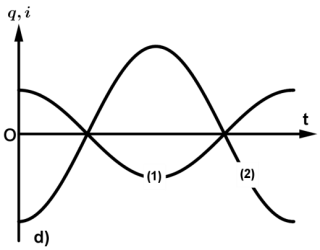 q, i
O
t
(1)
(2)
d)